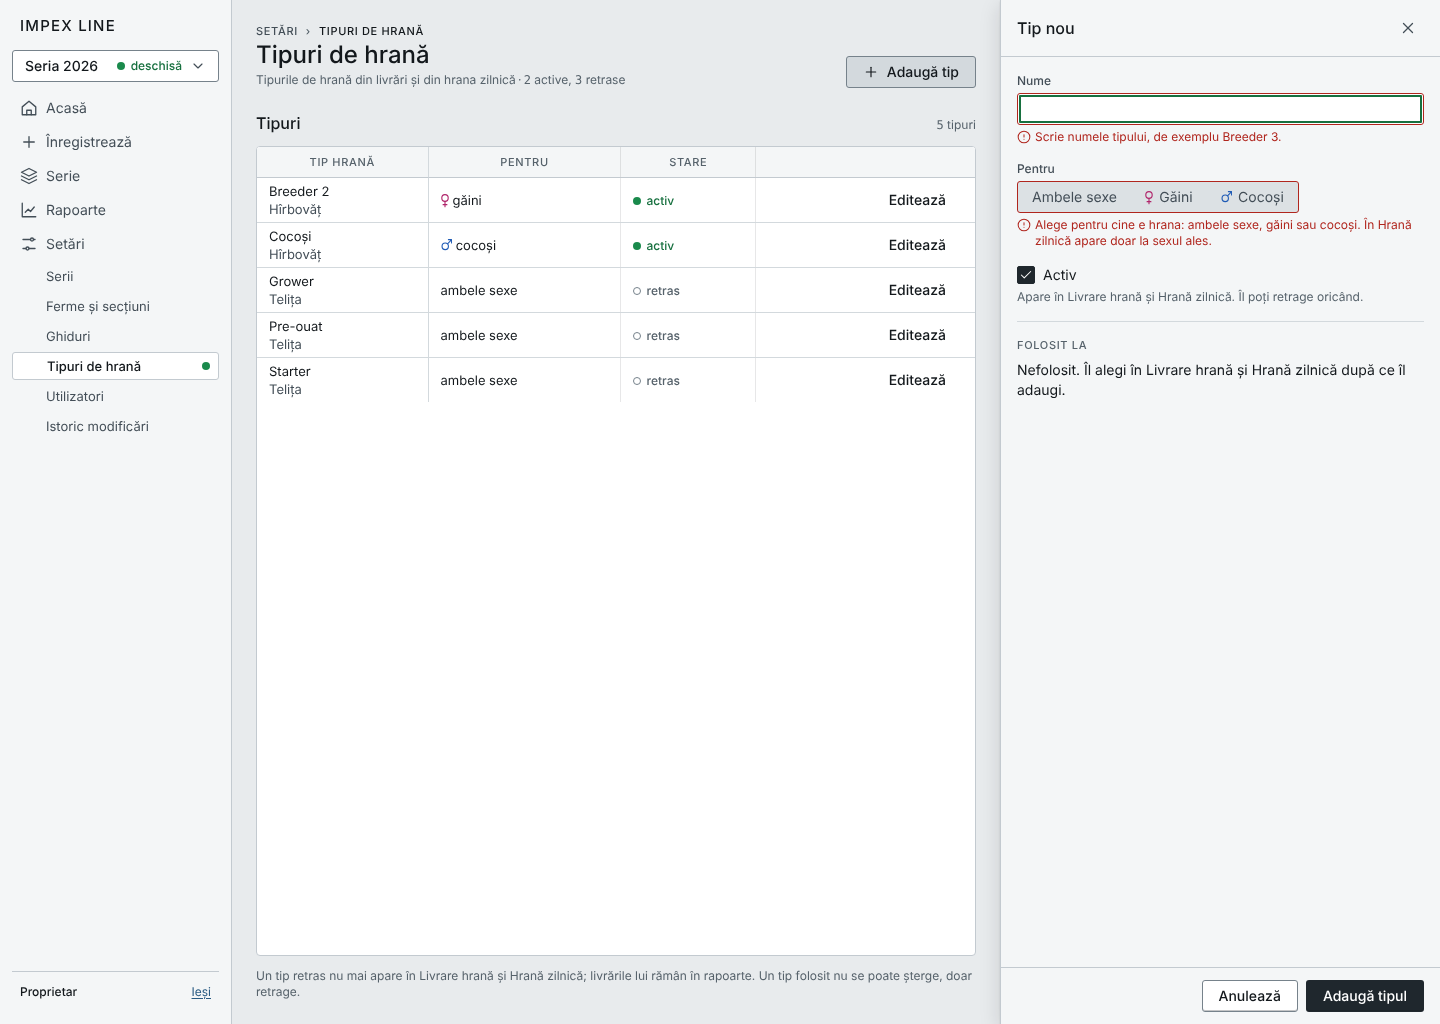 IMPEX LINE
Seria 2026 deschisă
Acasă
Înregistrează
Serie
Rapoarte
Setări
Serii
Ferme și secțiuni
Ghiduri
Tipuri de hrană
Utilizatori
Istoric modificări
Proprietar Ieși
SETĂRI › TIPURI DE HRANĂ
Tipuri de hrană
Tipurile de hrană din livrări și din hrana zilnică · 2 active, 3 retrase
Adaugă tip
Tipuri 5 tipuri
TIP HRANĂ PENTRU STARE
Breeder 2
Hîrbovăț
♀ găini activ Editează
Cocoși
Hîrbovăț
♂ cocoși activ Editează
Grower
Telița
ambele sexe retras Editează
Pre-ouat
Telița
ambele sexe retras Editează
Starter
Telița
ambele sexe retras Editează
Un tip retras nu mai apare în Livrare hrană și Hrană zilnică; livrările lui rămân în rapoarte. Un tip folosit nu se poate șterge, doar
retrage.
Tip nou
Nume
Scrie numele tipului, de exemplu Breeder 3.
Pentru
Ambele sexe ♀ Găini ♂ Cocoși
Alege pentru cine e hrana: ambele sexe, găini sau cocoși. În Hrană
zilnică apare doar la sexul ales.
Activ
Apare în Livrare hrană și Hrană zilnică. Îl poți retrage oricând.
FOLOSIT LA
Nefolosit. Îl alegi în Livrare hrană și Hrană zilnică după ce îl
adaugi.
Anulează Adaugă tipul